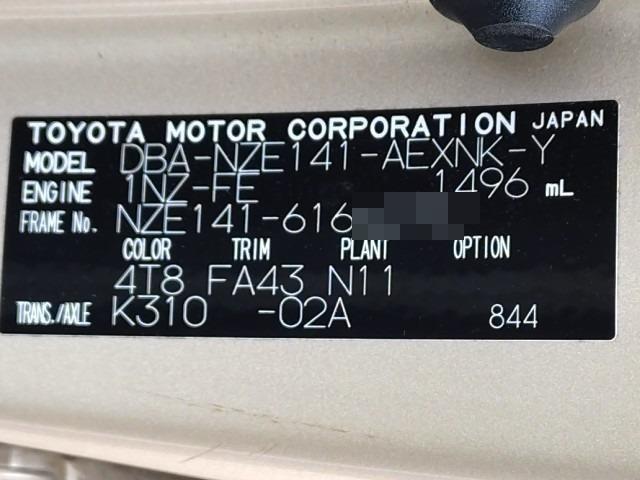 TOYOTA MOTOR CORPORATION JAPAN
MODEL DBA-NZE141-AEXNK-Y
ENGINE 1NZ-FE 1496 mL
FRAME No. NZE141-616
COLOR TRIM PLANT OPTION
4T8 FA43 N11
TRANS./AXLE K310 -02A 844